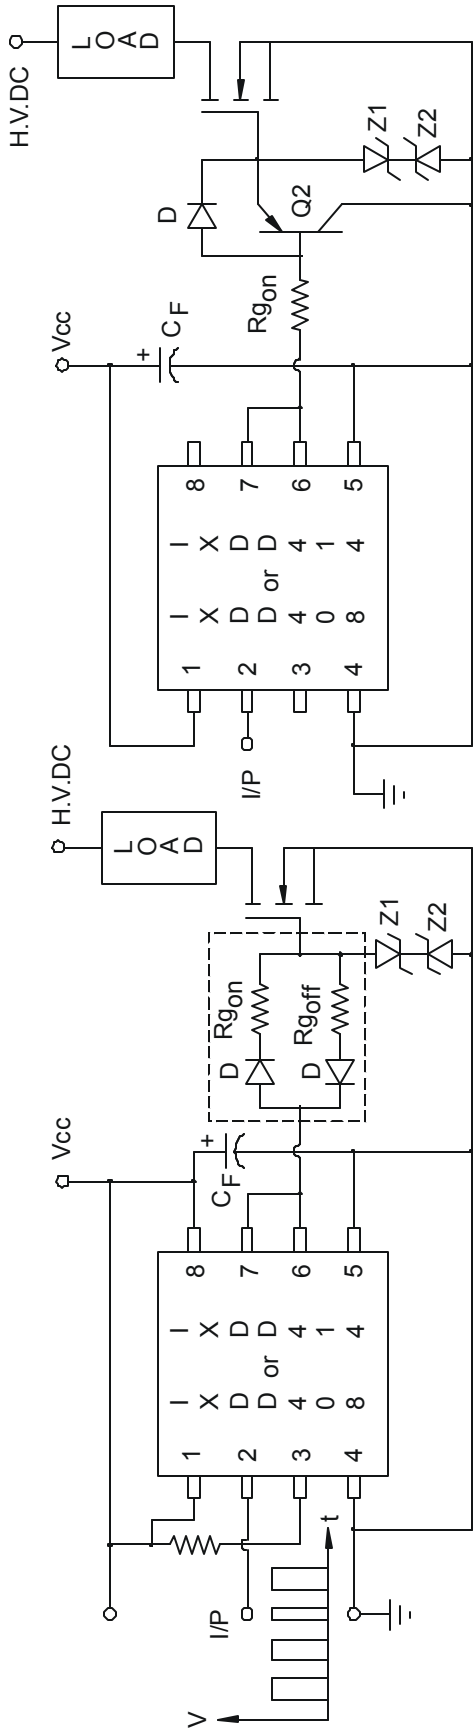 Vcc
H.V.DC
LOAD
1
2
3
4
IXDD408
or
IXDD414
8
7
6
5
+
CF
D
Rgon
D
Rgoff
Z1
Z2
I/P
V
t
Vcc
H.V.DC
LOAD
1
2
3
4
IXDD408
or
IXDD414
8
7
6
5
+
CF
D
Rgon
Q2
Z1
Z2
I/P